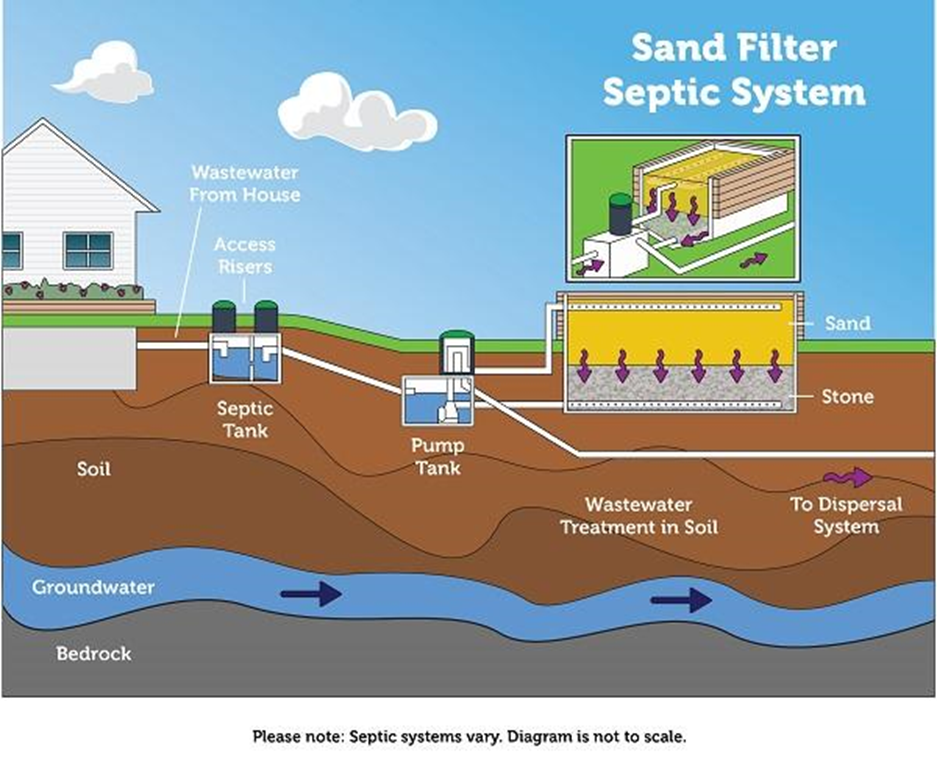 Sand Filter
Septic System
Wastewater
From House
Access
Risers
Sand
Stone
Septic
Tank
Pump
Tank
Soil
Wastewater
Treatment in Soil
To Dispersal
System
Groundwater
Bedrock
Please note: Septic systems vary. Diagram is not to scale.